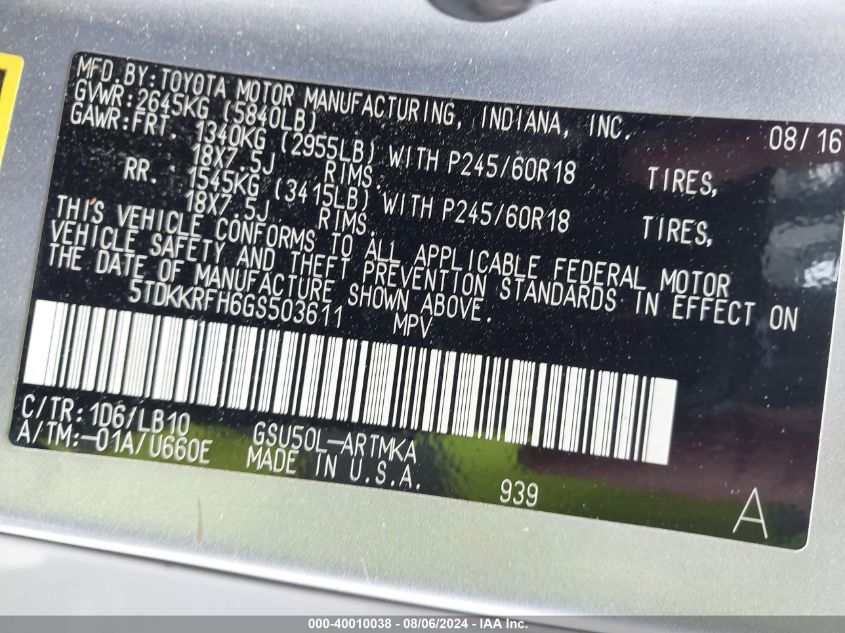 MFD.BY:TOYOTA MOTOR MANUFACTURING, INDIANA, INC. 08/16
GVWR:2645KG (5840LB)
GAWR:FRT. 1340KG (2955LB) WITH P245/60R18 TIRES,
18X7.5J RIMS.
RR. 1545KG (3415LB) WITH P245/60R18 TIRES,
18X7.5J RIMS.
THIS VEHICLE CONFORMS TO ALL APPLICABLE FEDERAL MOTOR
VEHICLE SAFETY AND THEFT PREVENTION STANDARDS IN EFFECT ON
THE DATE OF MANUFACTURE SHOWN ABOVE.
5TDKKRFH6GS503611 MPV
C/TR: 1D6/LB10 GSU50L-ARTMKA
A/TM:-01A/U660E MADE IN U.S.A. 939 A
000-40010038 - 08/06/2024 - IAA Inc.